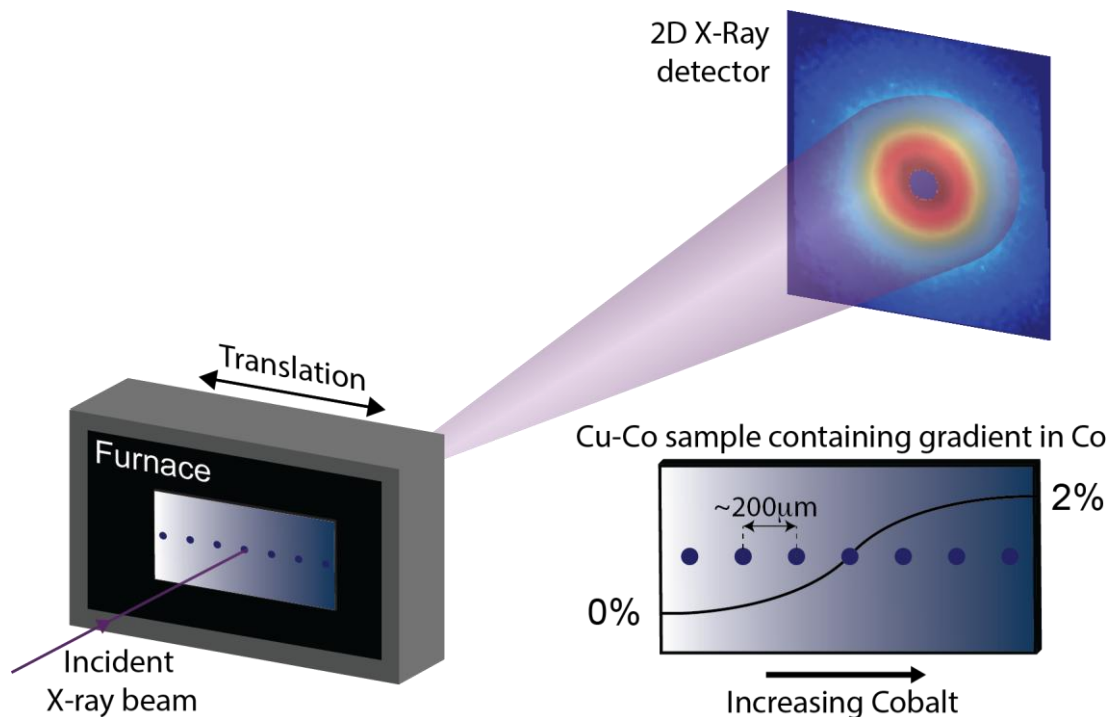 2D X-Ray
detector
Translation
Furnace
Incident
X-ray beam
Cu-Co sample containing gradient in Co
~200μm
2%
0%
Increasing Cobalt